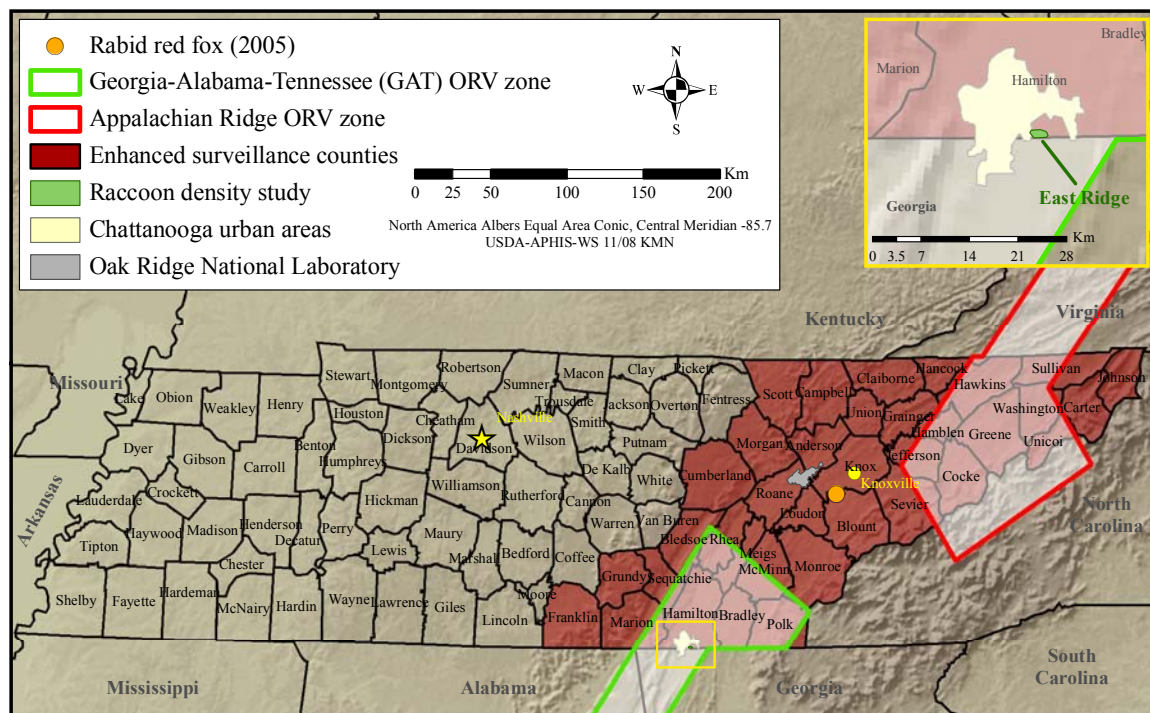 Rabid red fox (2005)
Georgia-Alabama-Tennessee (GAT) ORV zone
Appalachian Ridge ORV zone
Enhanced surveillance counties
Raccoon density study
Chattanooga urban areas
Oak Ridge National Laboratory
N
W E
S
Km
0 25 50 100 150 200
North America Albers Equal Area Conic, Central Meridian -85.7
USDA-APHIS-WS 11/08 KMN
Bradley
Marion
Hamilton
Georgia
East Ridge
Km
0 3.5 7 14 21 28
Kentucky
Virginia
Missouri
Arkansas
North
Carolina
South
Carolina
Mississippi
Alabama
Georgia
Lake
Obion
Weakley
Henry
Stewart
Montgomery
Robertson
Sumner
Macon
Clay
Pickett
Trousdale
Jackson
Overton
Fentress
Scott
Campbell
Claiborne
Hancock
Hawkins
Sullivan
Johnson
Dyer
Gibson
Carroll
Benton
Houston
Humphreys
Dickson
Cheatham
Nashville
Davidson
Wilson
Smith
Putnam
Morgan
Anderson
Union
Grainger
Hamblen
Greene
Washington
Carter
Unicoi
Lauderdale
Crockett
Haywood
Madison
Henderson
Decatur
Perry
Hickman
Williamson
Rutherford
Cannon
De Kalb
White
Cumberland
Roane
Knox
Knoxville
Jefferson
Cocke
Sevier
Tipton
Chester
Lewis
Maury
Marshall
Bedford
Coffee
Warren
Van Buren
Bledsoe
Rhea
Meigs
McMinn
Loudon
Blount
Monroe
Shelby
Fayette
Hardeman
McNairy
Hardin
Wayne
Lawrence
Giles
Lincoln
Moore
Franklin
Grundy
Sequatchie
Marion
Hamilton
Bradley
Polk